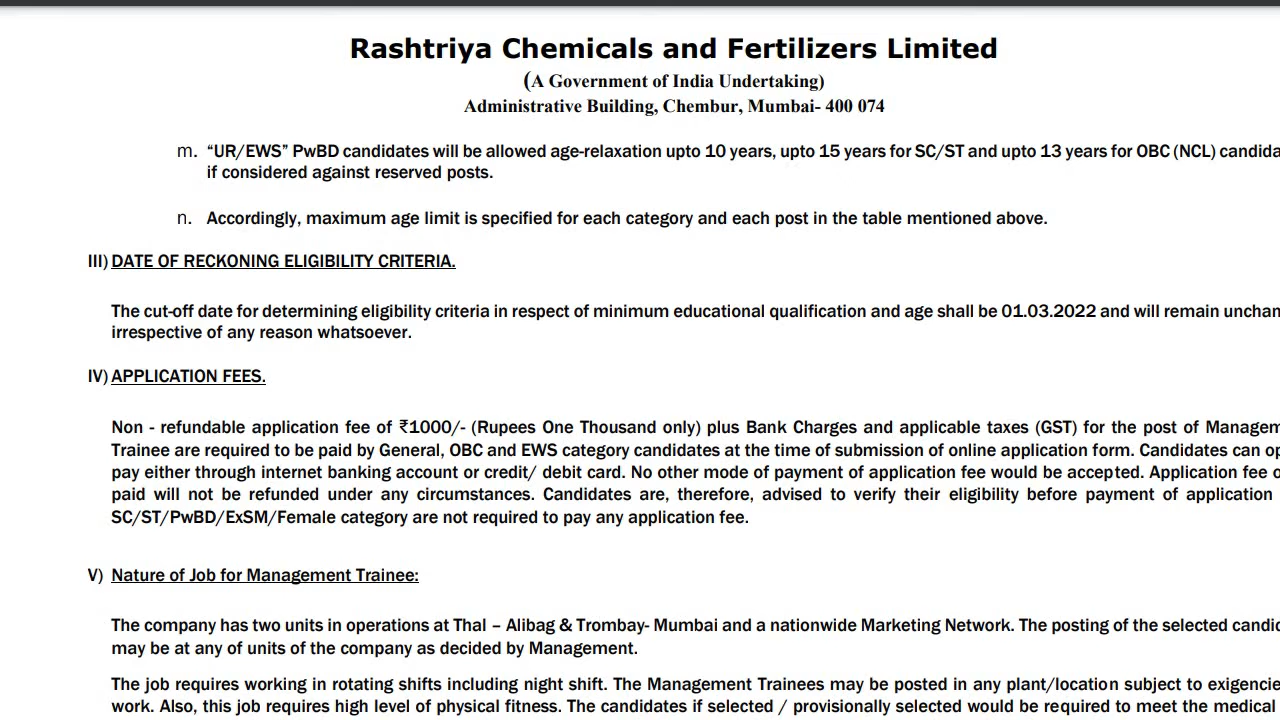 Rashtriya Chemicals and Fertilizers Limited
(A Government of India Undertaking)
Administrative Building, Chembur, Mumbai- 400 074
m. “UR/EWS” PwBD candidates will be allowed age-relaxation upto 10 years, upto 15 years for SC/ST and upto 13 years for OBC (NCL)
if considered against reserved posts.
n. Accordingly, maximum age limit is specified for each category and each post in the table mentioned above.
III) DATE OF RECKONING ELIGIBILITY CRITERIA.
The cut-off date for determining eligibility criteria in respect of minimum educational qualification and age shall be 01.03.2022 and will remain
irrespective of any reason whatsoever.
IV) APPLICATION FEES.
Non - refundable application fee of ₹1000/- (Rupees One Thousand only) plus Bank Charges and applicable taxes (GST) for the post of
Trainee are required to be paid by General, OBC and EWS category candidates at the time of submission of online application form. Candidates can
pay either through internet banking account or credit/ debit card. No other mode of payment of application fee would be accepted. Application fee
paid will not be refunded under any circumstances. Candidates are, therefore, advised to verify their eligibility before payment of application
SC/ST/PwBD/ExSM/Female category are not required to pay any application fee.
V) Nature of Job for Management Trainee:
The company has two units in operations at Thal – Alibag & Trombay- Mumbai and a nationwide Marketing Network. The posting of the selected
may be at any of units of the company as decided by Management.
The job requires working in rotating shifts including night shift. The Management Trainees may be posted in any plant/location subject to
work. Also, this job requires high level of physical fitness. The candidates if selected / provisionally selected would be required to meet the medical